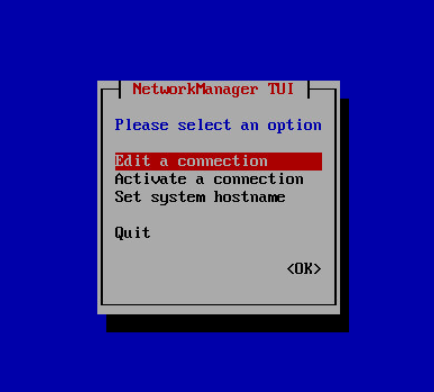 NetworkManager TUI
Please select an option
Edit a connection
Activate a connection
Set system hostname
Quit
<OK>